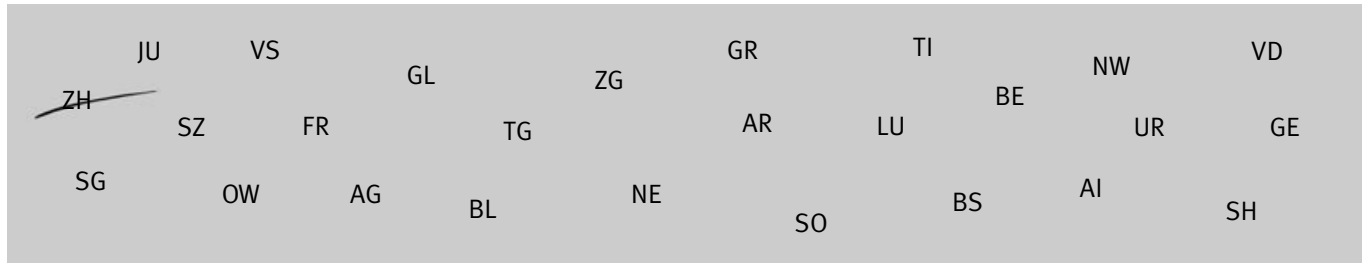 JU VS GL ZG GR TI NW VD
ZH SZ FR TG AR LU BE UR GE
SG OW AG BL NE SO BS AI SH